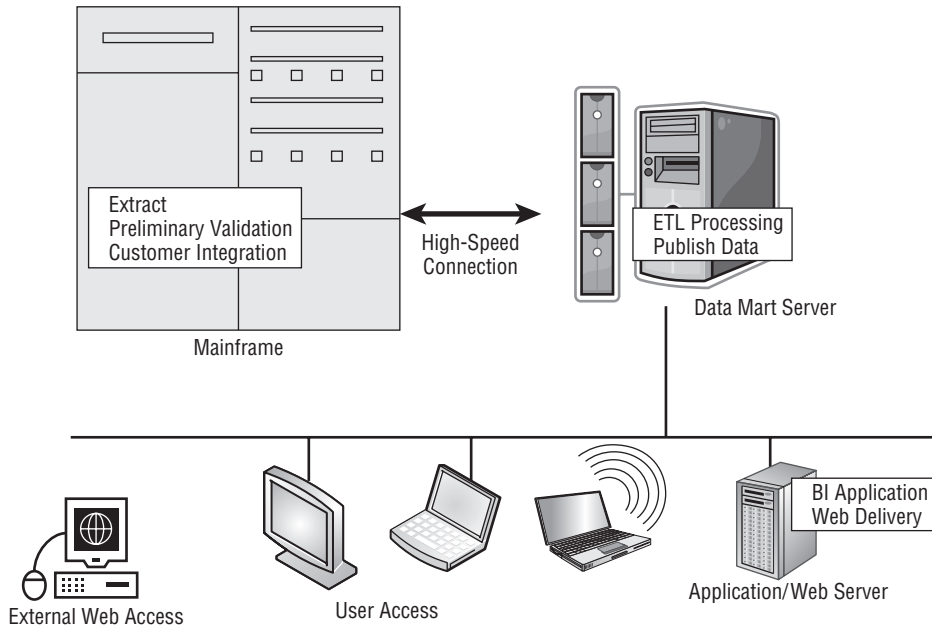 Extract
Preliminary Validation
Customer Integration
Mainframe
High-Speed
Connection
ETL Processing
Publish Data
Data Mart Server
BI Application
Web Delivery
External Web Access
User Access
Application/Web Server